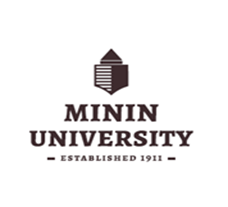 MININ
UNIVERSITY
– ESTABLISHED 1911 –